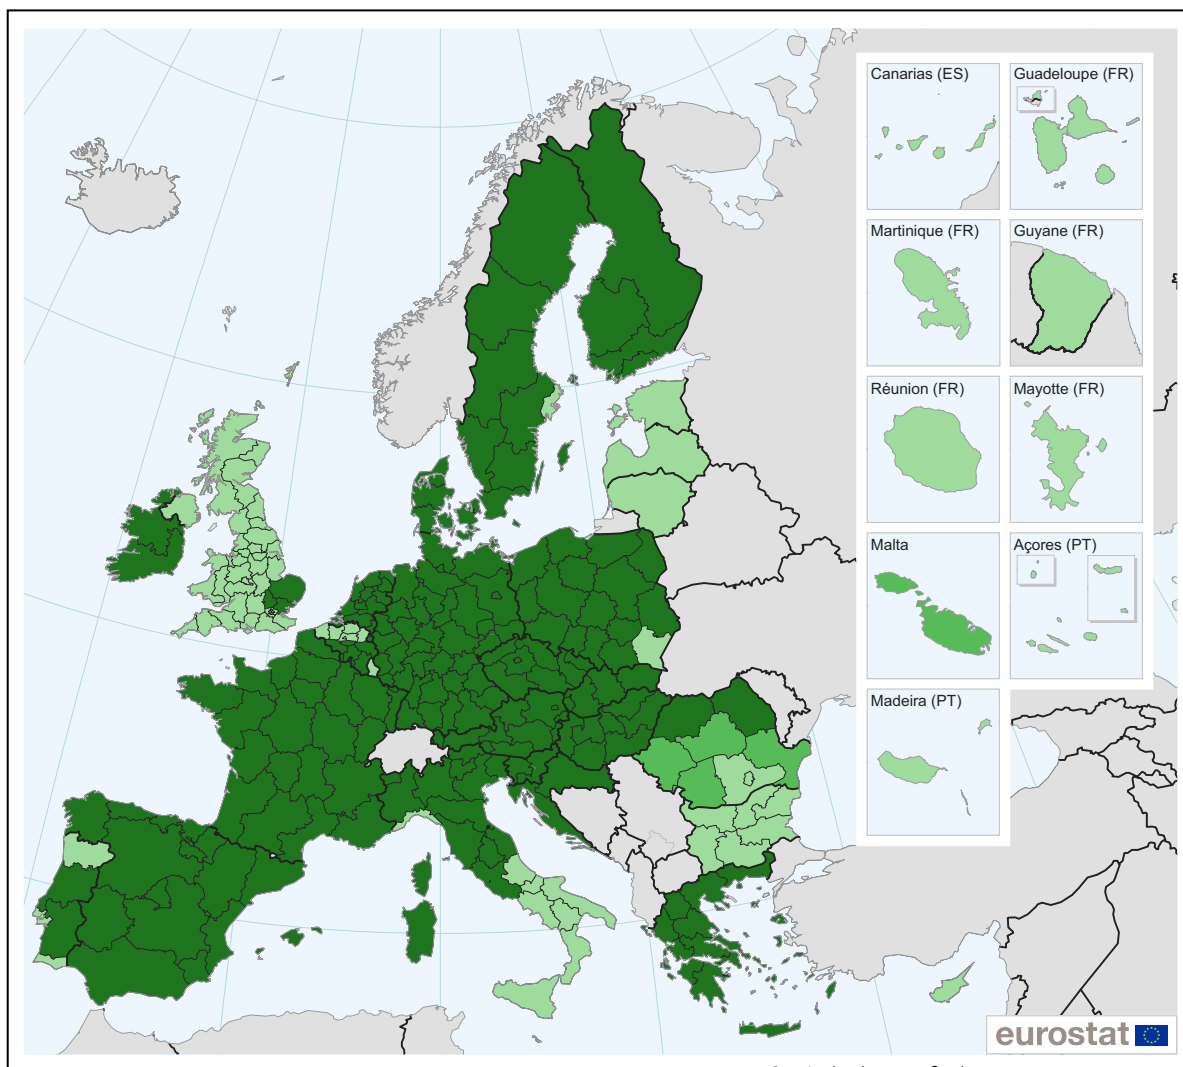 Canarias (ES)
Guadeloupe (FR)
Martinique (FR)
Guyane (FR)
Réunion (FR)
Mayotte (FR)
Malta
Açores (PT)
Madeira (PT)
eurostat